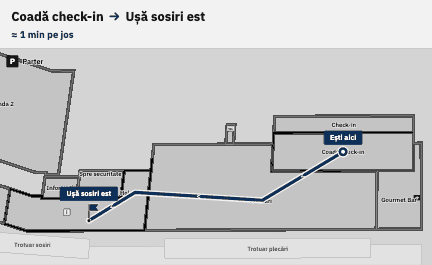 Coadă check-in → Ușă sosiri est
≈ 1 min pe jos
P Parter
Check-in
Ești aici
Spre securitate
Ușă sosiri est
Gourmet Bar
Trotuar sosiri
Trotuar plecări